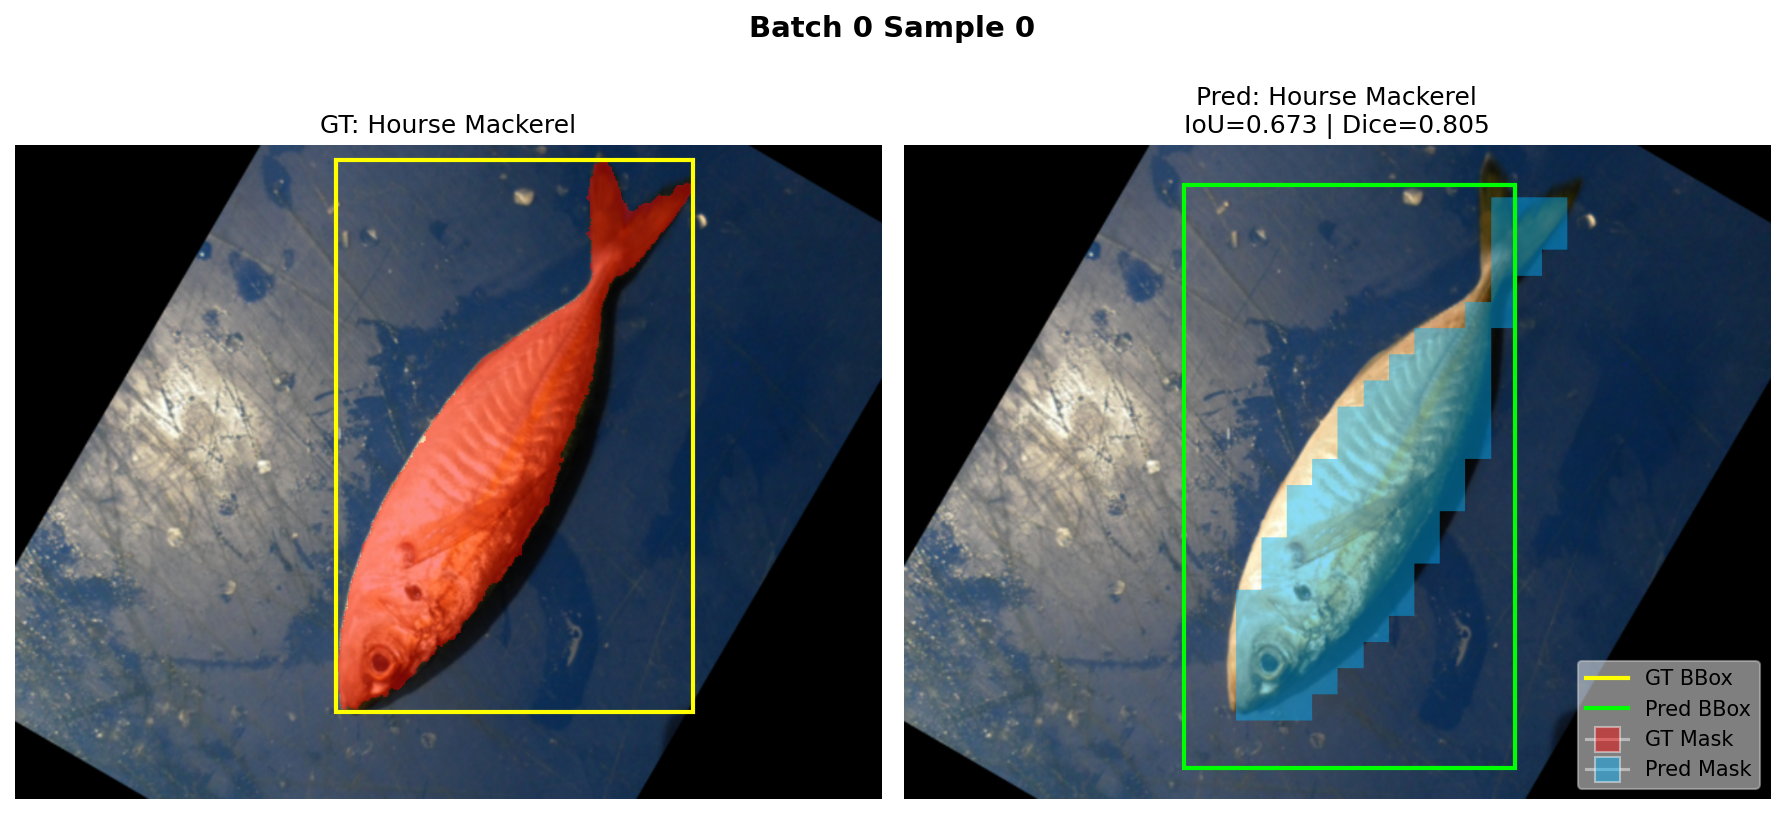 Batch 0 Sample 0
GT: Hourse Mackerel
Pred: Hourse Mackerel
IoU=0.673 | Dice=0.805
GT BBox
Pred BBox
GT Mask
Pred Mask